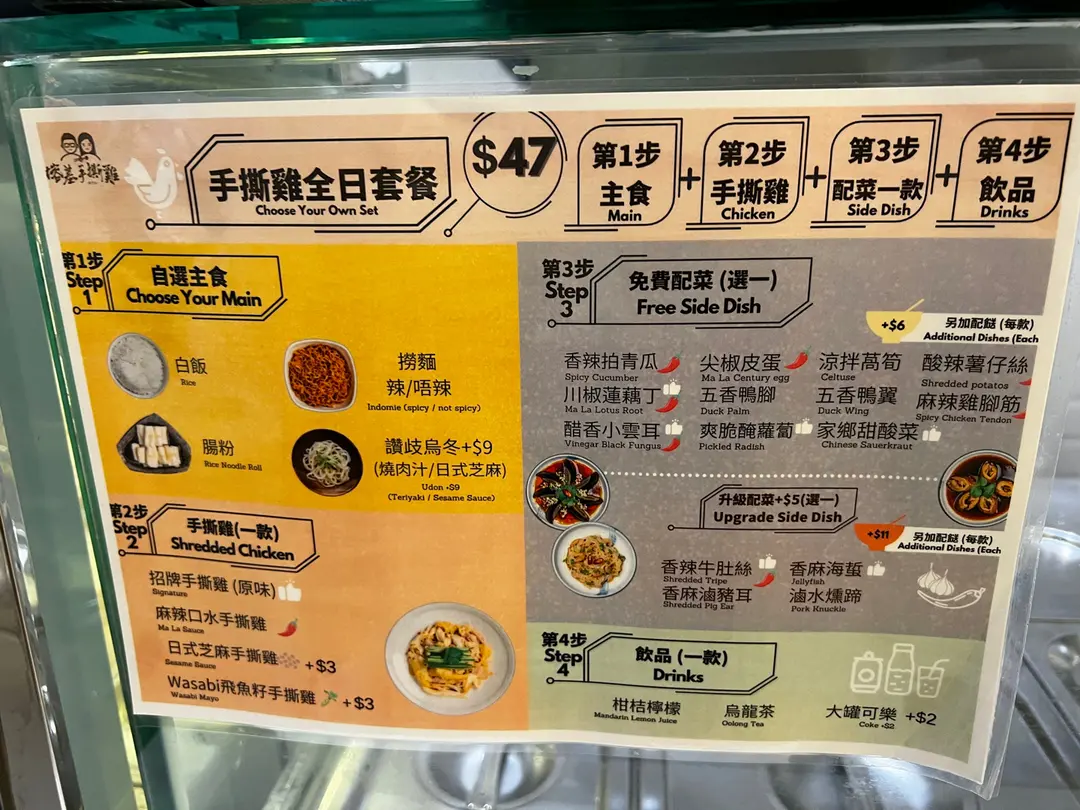 手撕雞全日套餐
Choose Your Own Set
$47
第1步
主食
Main
+
第2步
手撕雞
Chicken
+
第3步
配菜一款
Side Dish
+
第4步
飲品
Drinks
第1步
Step
1
自選主食
Choose Your Main
白飯
Rice
撈麵
辣/唔辣
Indomie (spicy / not spicy)
腸粉
Rice Noodle Roll
讚歧烏冬+$9
(燒肉汁/日式芝麻)
Udon +$9
(Teriyaki / Sesame Sauce)
第2步
Step
2
手撕雞(一款)
Shredded Chicken
招牌手撕雞 (原味)
Signature
麻辣口水手撕雞
Ma La Sauce
日式芝麻手撕雞 +$3
Sesame Sauce
Wasabi飛魚籽手撕雞 +$3
Wasabi Mayo
第3步
Step
3
免費配菜 (選一)
Free Side Dish
+$6
另加配餸 (每款)
Additional Dishes (Each
香辣拍青瓜
Spicy Cucumber
尖椒皮蛋
Ma La Century egg
涼拌萵筍
Celtuse
酸辣薯仔絲
Shredded potatos
川椒蓮藕丁
Ma La Lotus Root
五香鴨腳
Duck Palm
五香鴨翼
Duck Wing
麻辣雞腳筋
Spicy Chicken Tendon
醋香小雲耳
Vinegar Black Fungus
爽脆醃蘿蔔
Pickled Radish
家鄉甜酸菜
Chinese Sauerkraut
升級配菜+$5(選一)
Upgrade Side Dish
+$11
另加配餸 (每款)
Additional Dishes (Each
香辣牛肚絲
Shredded Tripe
香麻海蜇
Jellyfish
香麻滷豬耳
Shredded Pig Ear
滷水燻蹄
Pork Knuckle
第4步
Step
4
飲品 (一款)
Drinks
柑桔檸檬
Mandarin Lemon Juice
烏龍茶
Oolong Tea
大罐可樂 +$2
Coke +$2